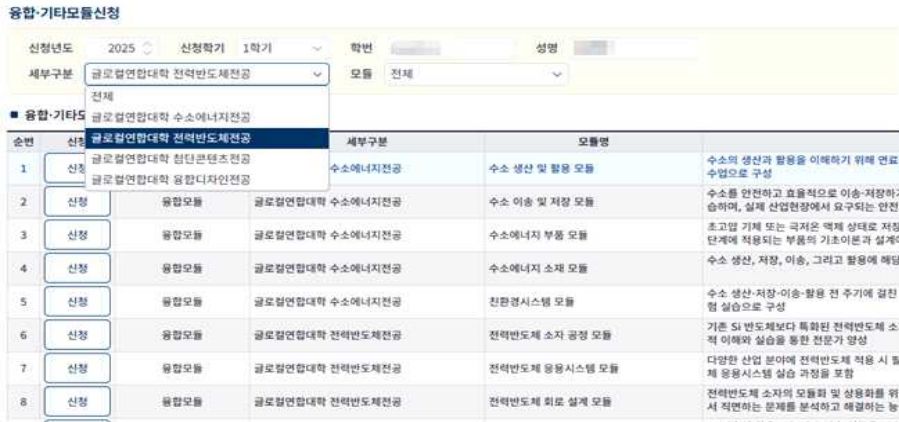 융합·기타모듈신청
신청년도 2025 신청학기 1학기 학번 성명
세부구분 글로컬연합대학 전력반도체전공 모듈 전체
전체
글로컬연합대학 수소에너지전공
글로컬연합대학 전력반도체전공
글로컬연합대학 첨단콘텐츠전공
글로컬연합대학 융합디자인전공
■ 융합·기타모
순번 신청 세부구분 모듈명
1 신청 수소에너지전공 수소 생산 및 활용 모듈 수소의 생산과 활용을 이해하기 위해 연료
수업으로 구성
2 신청 융합모듈 글로컬연합대학 수소에너지전공 수소 이송 및 저장 모듈 수소를 안전하고 효율적으로 이송·저장하
습하며, 실제 산업현장에서 요구되는 안전
3 신청 융합모듈 글로컬연합대학 수소에너지전공 수소에너지 부품 모듈 초고압 기체 또는 극저온 액체 상태로 저장
단계에 적용되는 부품의 기초이론과 설계
4 신청 융합모듈 글로컬연합대학 수소에너지전공 수소에너지 소재 모듈 수소 생산, 저장, 이송, 그리고 활용에 해당
5 신청 융합모듈 글로컬연합대학 수소에너지전공 친환경시스템 모듈 수소 생산-저장-이송-활용 전 주기에 걸친
험 실습으로 구성
6 신청 융합모듈 글로컬연합대학 전력반도체전공 전력반도체 소자 공정 모듈 기존 Si 반도체보다 특화된 전력반도체 소
적 이해와 실습을 통한 전문가 양성
7 신청 융합모듈 글로컬연합대학 전력반도체전공 전력반도체 응용시스템 모듈 다양한 산업 분야에 전력반도체 적용 시 필
체 응용시스템 실습 과정을 포함
8 신청 융합모듈 글로컬연합대학 전력반도체전공 전력반도체 회로 설계 모듈 전력반도체 소자의 모듈화 및 상용화를 위
서 직면하는 문제를 분석하고 해결하는 능